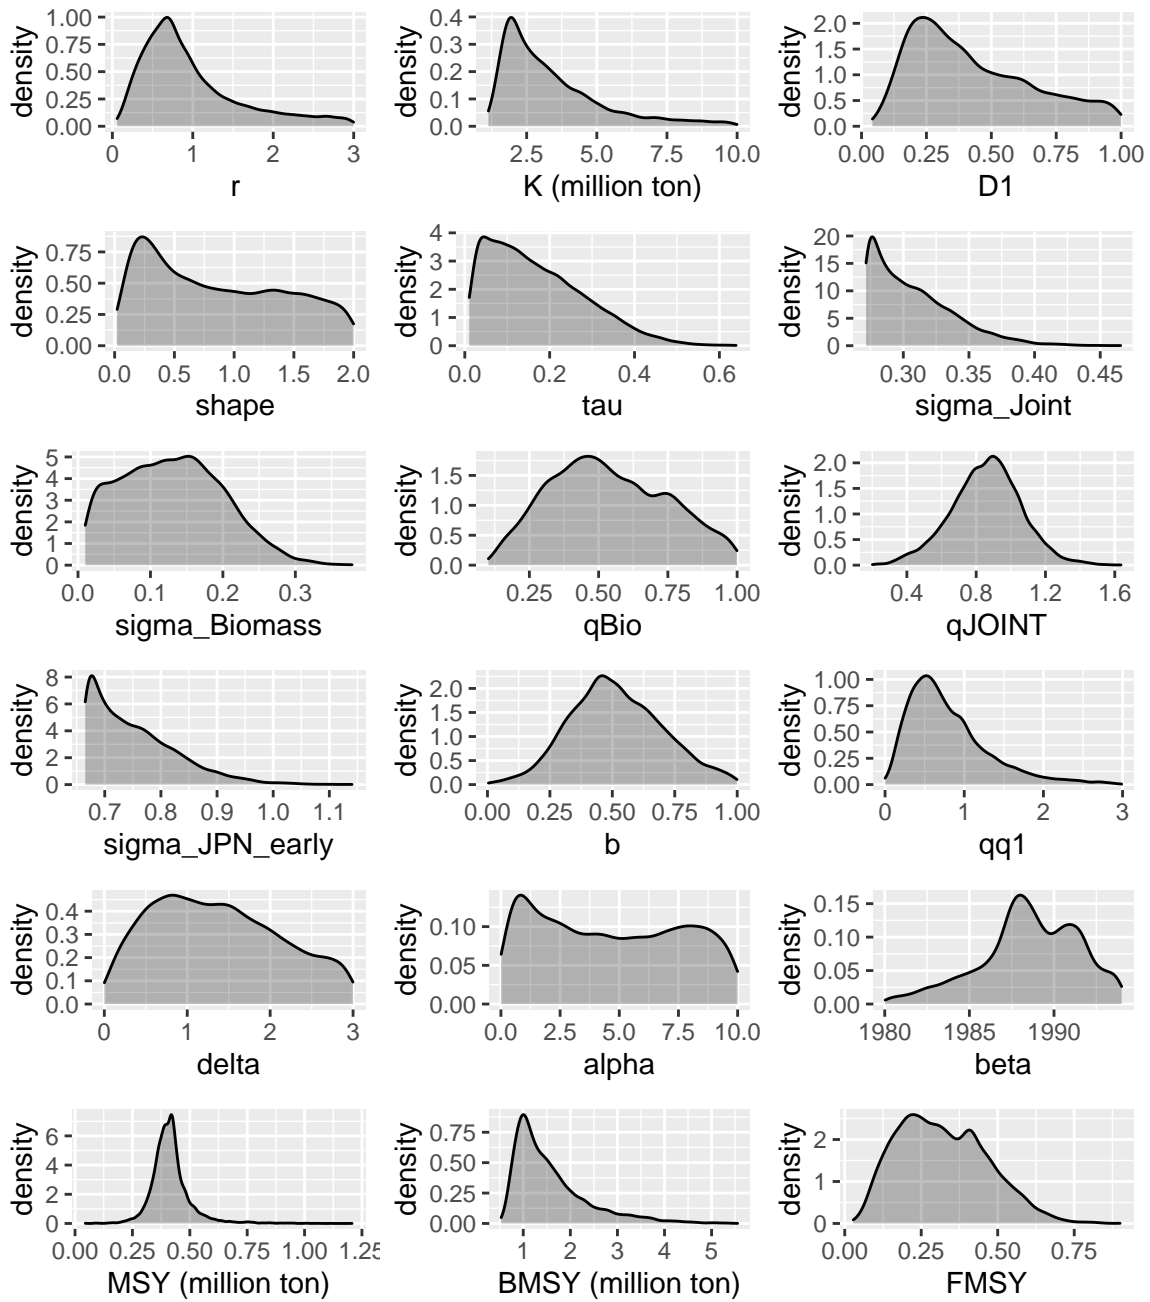 density
1.00
0.75
0.50
0.25
0.00
0 1 2 3
r
density
0.4
0.3
0.2
0.1
0.0
2.5 5.0 7.5 10.0
K (million ton)
density
2.0
1.5
1.0
0.5
0.0
0.00 0.25 0.50 0.75 1.00
D1
density
0.75
0.50
0.25
0.00
0.0 0.5 1.0 1.5 2.0
shape
density
4
3
2
1
0
0.0 0.2 0.4 0.6
tau
density
20
15
10
5
0
0.30 0.35 0.40 0.45
sigma_Joint
density
5
4
3
2
1
0
0.0 0.1 0.2 0.3
sigma_Biomass
density
1.5
1.0
0.5
0.0
0.25 0.50 0.75 1.00
qBio
density
2.0
1.5
1.0
0.5
0.0
0.4 0.8 1.2 1.6
qJOINT
density
8
6
4
2
0
0.7 0.8 0.9 1.0 1.1
sigma_JPN_early
density
2.0
1.5
1.0
0.5
0.0
0.00 0.25 0.50 0.75 1.00
b
density
1.00
0.75
0.50
0.25
0.00
0 1 2 3
qq1
density
0.4
0.3
0.2
0.1
0.0
0 1 2 3
delta
density
0.10
0.05
0.00
0.0 2.5 5.0 7.5 10.0
alpha
density
0.15
0.10
0.05
0.00
1980 1985 1990
beta
density
6
4
2
0
0.00 0.25 0.50 0.75 1.00 1.25
MSY (million ton)
density
0.75
0.50
0.25
0.00
1 2 3 4 5
BMSY (million ton)
density
2
1
0
0.00 0.25 0.50 0.75
FMSY